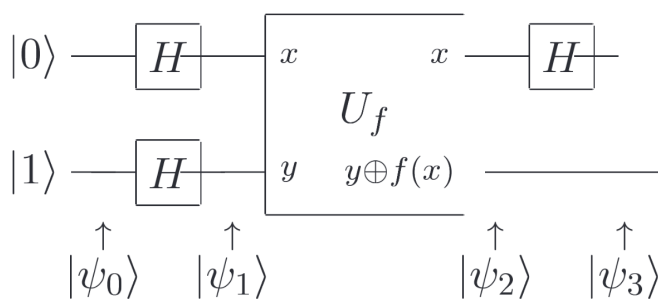 |0⟩ H x x H
U_f
|1⟩ H y y⊕f(x)
↑ ↑ ↑ ↑
|ψ₀⟩ |ψ₁⟩ |ψ₂⟩ |ψ₃⟩